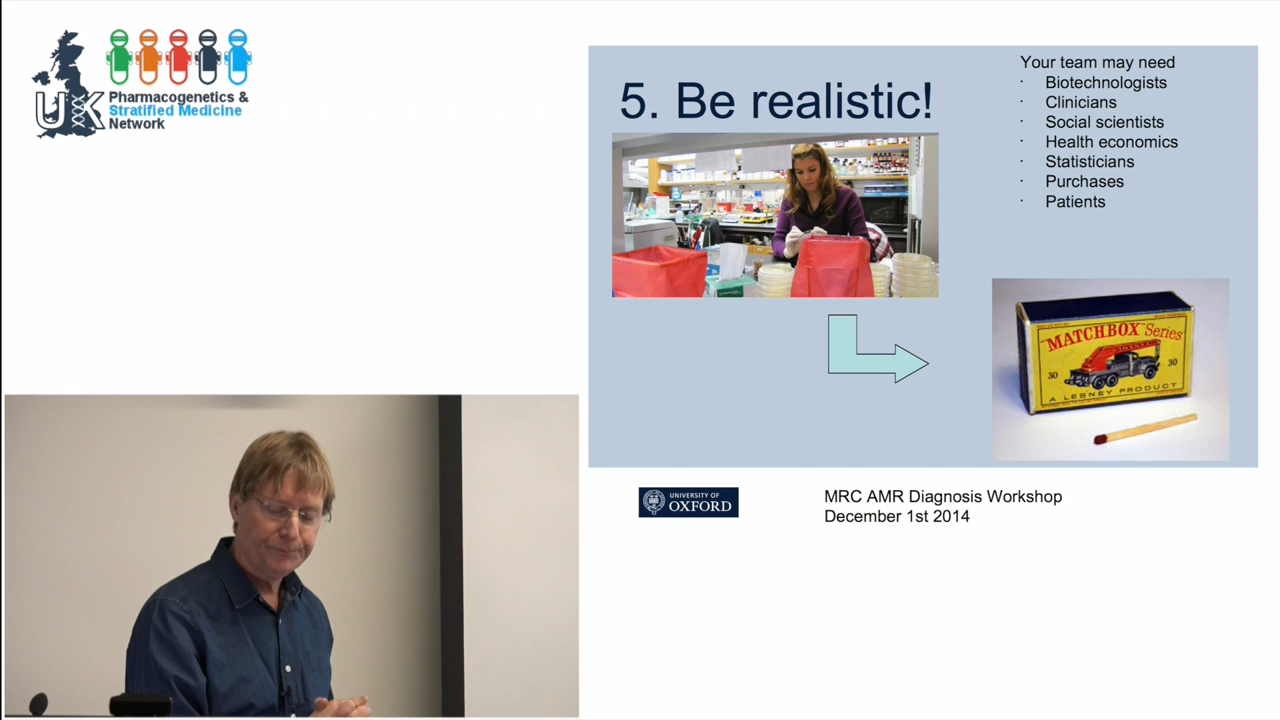 UK
Pharmacogenetics &
Stratified Medicine
Network
5. Be realistic!
Your team may need
· Biotechnologists
· Clinicians
· Social scientists
· Health economics
· Statisticians
· Purchases
· Patients
MATCHBOX Series
30
30
A LESNEY PRODUCT
UNIVERSITY OF
OXFORD
MRC AMR Diagnosis Workshop
December 1st 2014